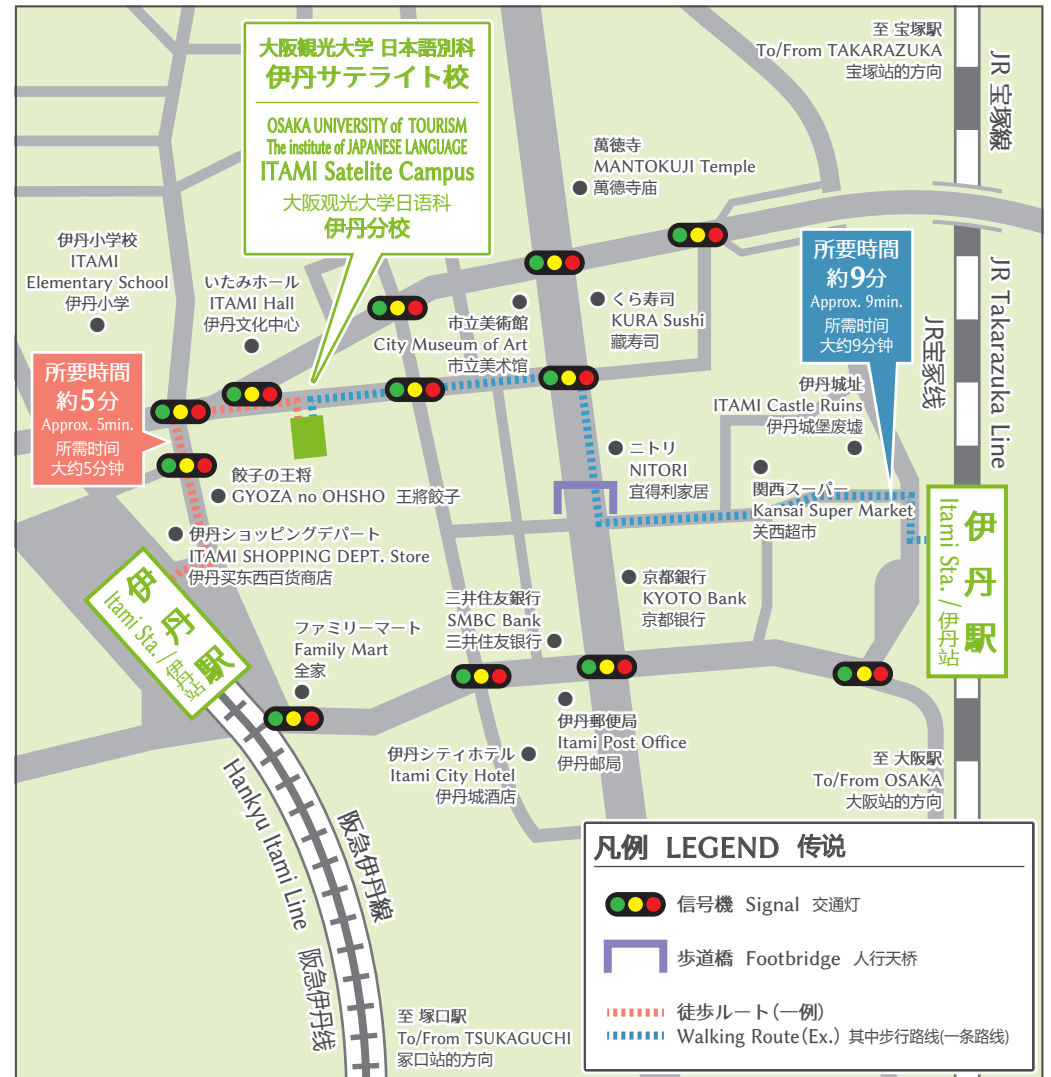 大阪観光大学 日本語別科
伊丹サテライト校
OSAKA UNIVERSITY of TOURISM
The institute of JAPANESE LANGUAGE
ITAMI Satelite Campus
大阪观光大学日语科
伊丹分校
至 宝塚駅
To/From TAKARAZUKA
宝塚站的方向
JR 宝塚線
萬徳寺
MANTOKUJI Temple
萬德寺庙
伊丹小学校
ITAMI
Elementary School
伊丹小学
いたみホール
ITAMI Hall
伊丹文化中心
市立美術館
City Museum of Art
市立美术馆
くら寿司
KURA Sushi
藏寿司
所要時間
約9分
Approx. 9min.
所需时间
大约9分钟
JR Takarazuka Line
JR宝冢线
所要時間
約5分
Approx. 5min.
所需时间
大约5分钟
伊丹城址
ITAMI Castle Ruins
伊丹城堡废墟
ニトリ
NITORI
宜得利家居
関西スーパー
Kansai Super Market
关西超市
餃子の王将
GYOZA no OHSHO 王將餃子
伊丹ショッピングデパート
ITAMI SHOPPING DEPT. Store
伊丹买东西百货商店
伊丹駅
Itami Sta. / 伊丹站
伊丹駅
Itami Sta. / 伊丹站
京都銀行
KYOTO Bank
京都银行
三井住友銀行
SMBC Bank
三井住友银行
ファミリーマート
Family Mart
全家
伊丹郵便局
Itami Post Office
伊丹邮局
伊丹シティホテル
Itami City Hotel
伊丹城酒店
至 大阪駅
To/From OSAKA
大阪站的方向
Hankyu Itami Line
阪急伊丹線
阪急伊丹线
至 塚口駅
To/From TSUKAGUCHI
冢口站的方向
凡例 LEGEND 传说
信号機 Signal 交通灯
歩道橋 Footbridge 人行天桥
徒歩ルート(一例)
Walking Route(Ex.) 其中步行路线(一条路线)